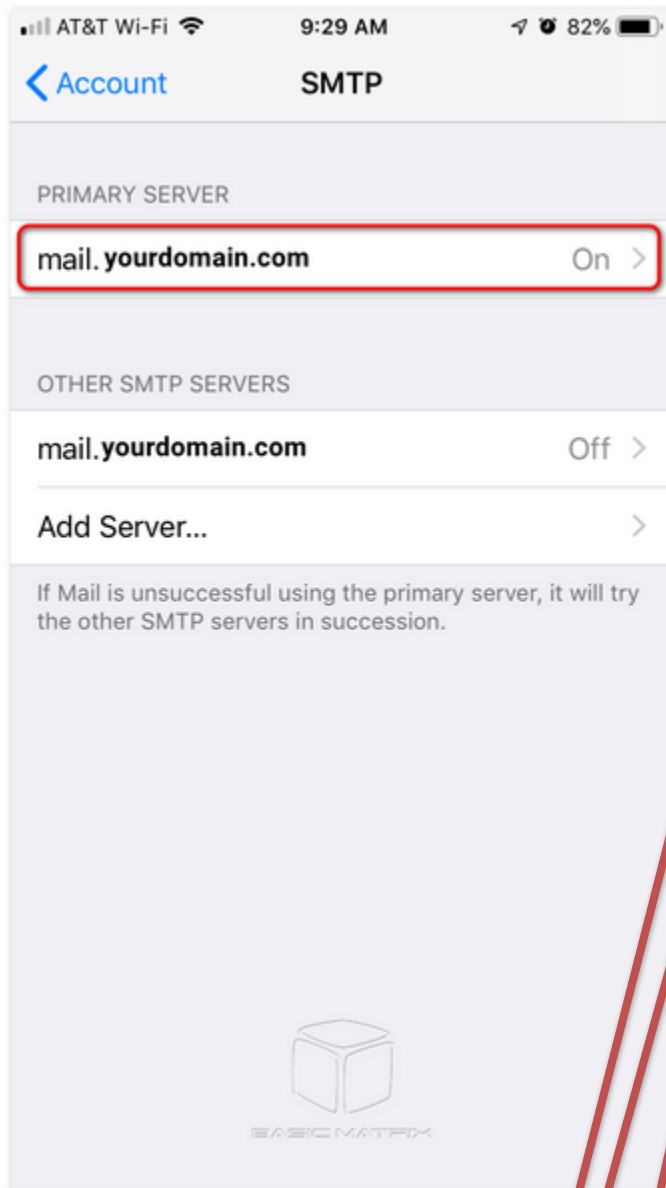 AT&T Wi-Fi 9:29 AM 82%
Account SMTP
PRIMARY SERVER
mail.yourdomain.com On
OTHER SMTP SERVERS
mail.yourdomain.com Off
Add Server...
If Mail is unsuccessful using the primary server, it will try
the other SMTP servers in succession.
BASIC MATRIX